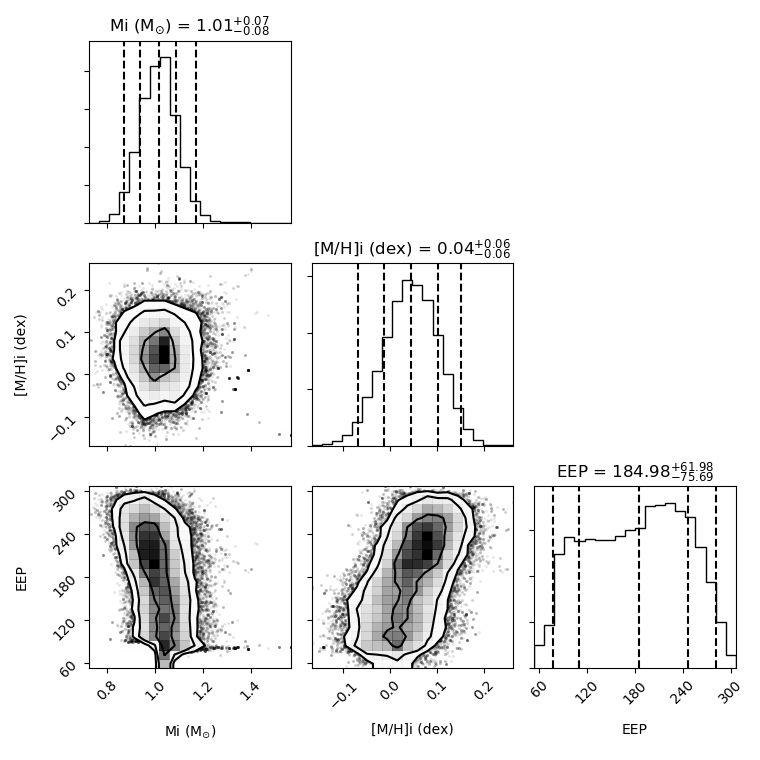 Mi (M⊙) = 1.01+0.07−0.08
[M/H]i (dex) = 0.04+0.06−0.06
[M/H]i (dex)
0.2
0.1
0.0
−0.1
EEP = 184.98+61.98−75.69
EEP
300
240
180
120
60
0.8 1.0 1.2 1.4
Mi (M⊙)
−0.1 0.0 0.1 0.2
[M/H]i (dex)
60 120 180 240 300
EEP